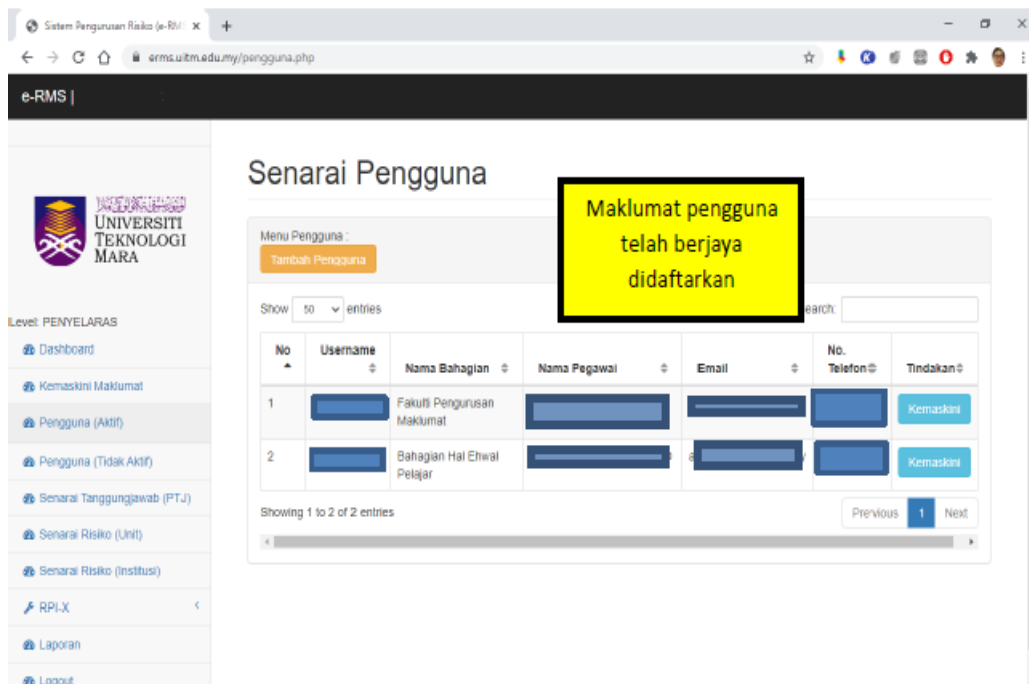 Sistem Pengurusan Risiko (e-RMS
erms.uitm.edu.my/pengguna.php
e-RMS |
UNIVERSITI
TEKNOLOGI
MARA
Level: PENYELARAS
Dashboard
Kemaskini Maklumat
Pengguna (Aktif)
Pengguna (Tidak Aktif)
Senarai Tanggungjawab (PTJ)
Senarai Risiko (Unit)
Senarai Risiko (Institusi)
RPI-X
Laporan
Logout
Senarai Pengguna
Maklumat pengguna
telah berjaya
didaftarkan
Menu Pengguna :
Tambah Pengguna
Show 50 entries
earch:
No Username Nama Bahagian Nama Pegawai Email No. Telefon Tindakan
1 Fakulti Pengurusan Kemaskini
Maklumat
2 Bahagian Hal Ehwal Kemaskini
Pelajar
Showing 1 to 2 of 2 entries
Previous 1 Next